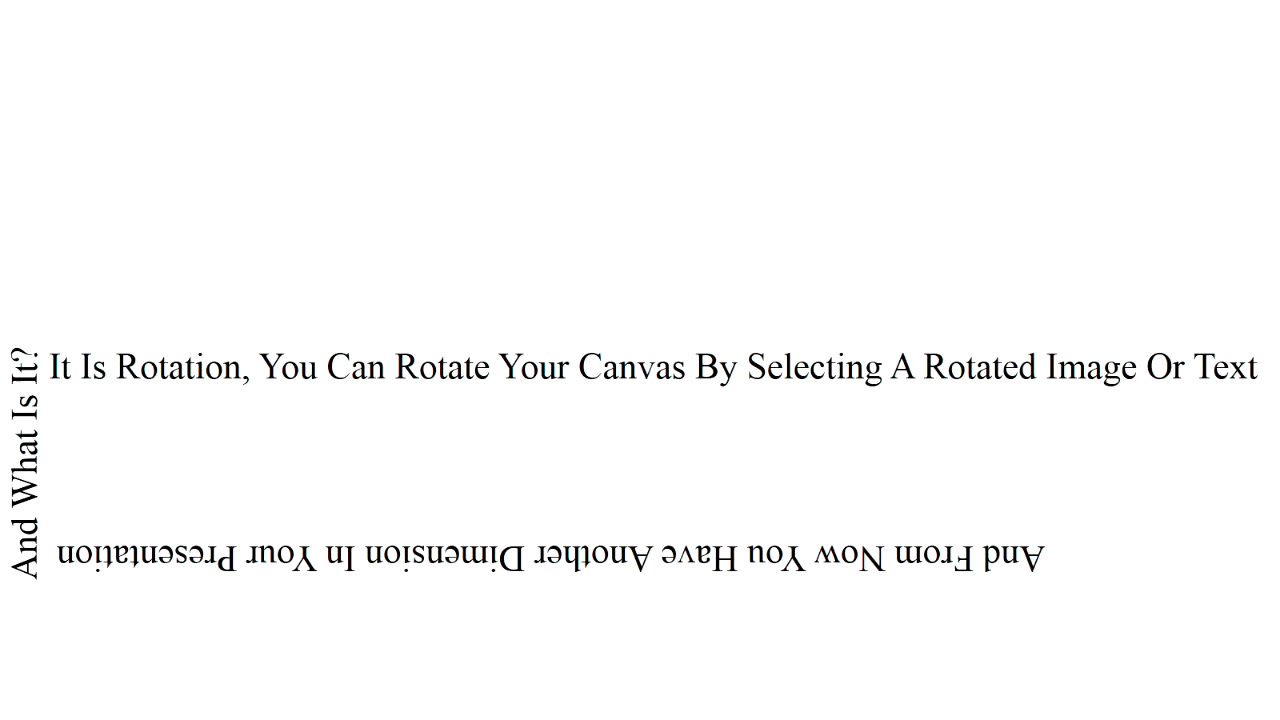 And What Is It?
It Is Rotation, You Can Rotate Your Canvas By Selecting A Rotated Image Or Text
And From Now You Have Another Dimension In Your Presentation